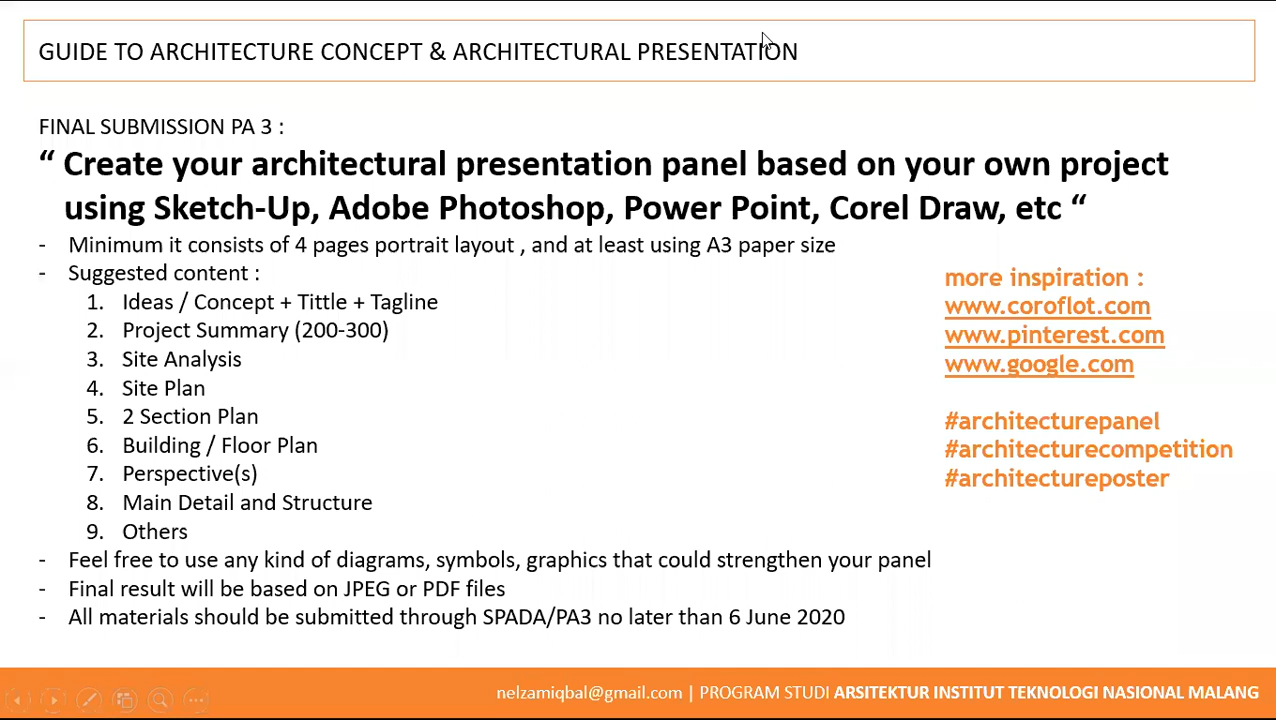 GUIDE TO ARCHITECTURE CONCEPT & ARCHITECTURAL PRESENTATION
FINAL SUBMISSION PA 3 :
“ Create your architectural presentation panel based on your own project
using Sketch-Up, Adobe Photoshop, Power Point, Corel Draw, etc “
- Minimum it consists of 4 pages portrait layout , and at least using A3 paper size
- Suggested content :
1. Ideas / Concept + Tittle + Tagline
2. Project Summary (200-300)
3. Site Analysis
4. Site Plan
5. 2 Section Plan
6. Building / Floor Plan
7. Perspective(s)
8. Main Detail and Structure
9. Others
- Feel free to use any kind of diagrams, symbols, graphics that could strengthen your panel
- Final result will be based on JPEG or PDF files
- All materials should be submitted through SPADA/PA3 no later than 6 June 2020
more inspiration :
www.coroflot.com
www.pinterest.com
www.google.com
#architecturepanel
#architecturecompetition
#architectureposter
nelzamiqbal@gmail.com | PROGRAM STUDI ARSITEKTUR INSTITUT TEKNOLOGI NASIONAL MALANG